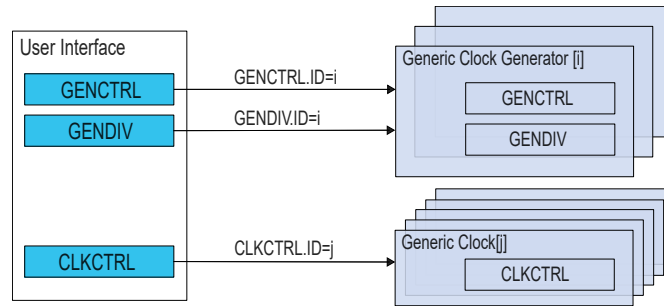 User Interface
GENCTRL
GENDIV
CLKCTRL
GENCTRL.ID=i
GENDIV.ID=i
CLKCTRL.ID=j
Generic Clock Generator [i]
GENCTRL
GENDIV
Generic Clock[j]
CLKCTRL